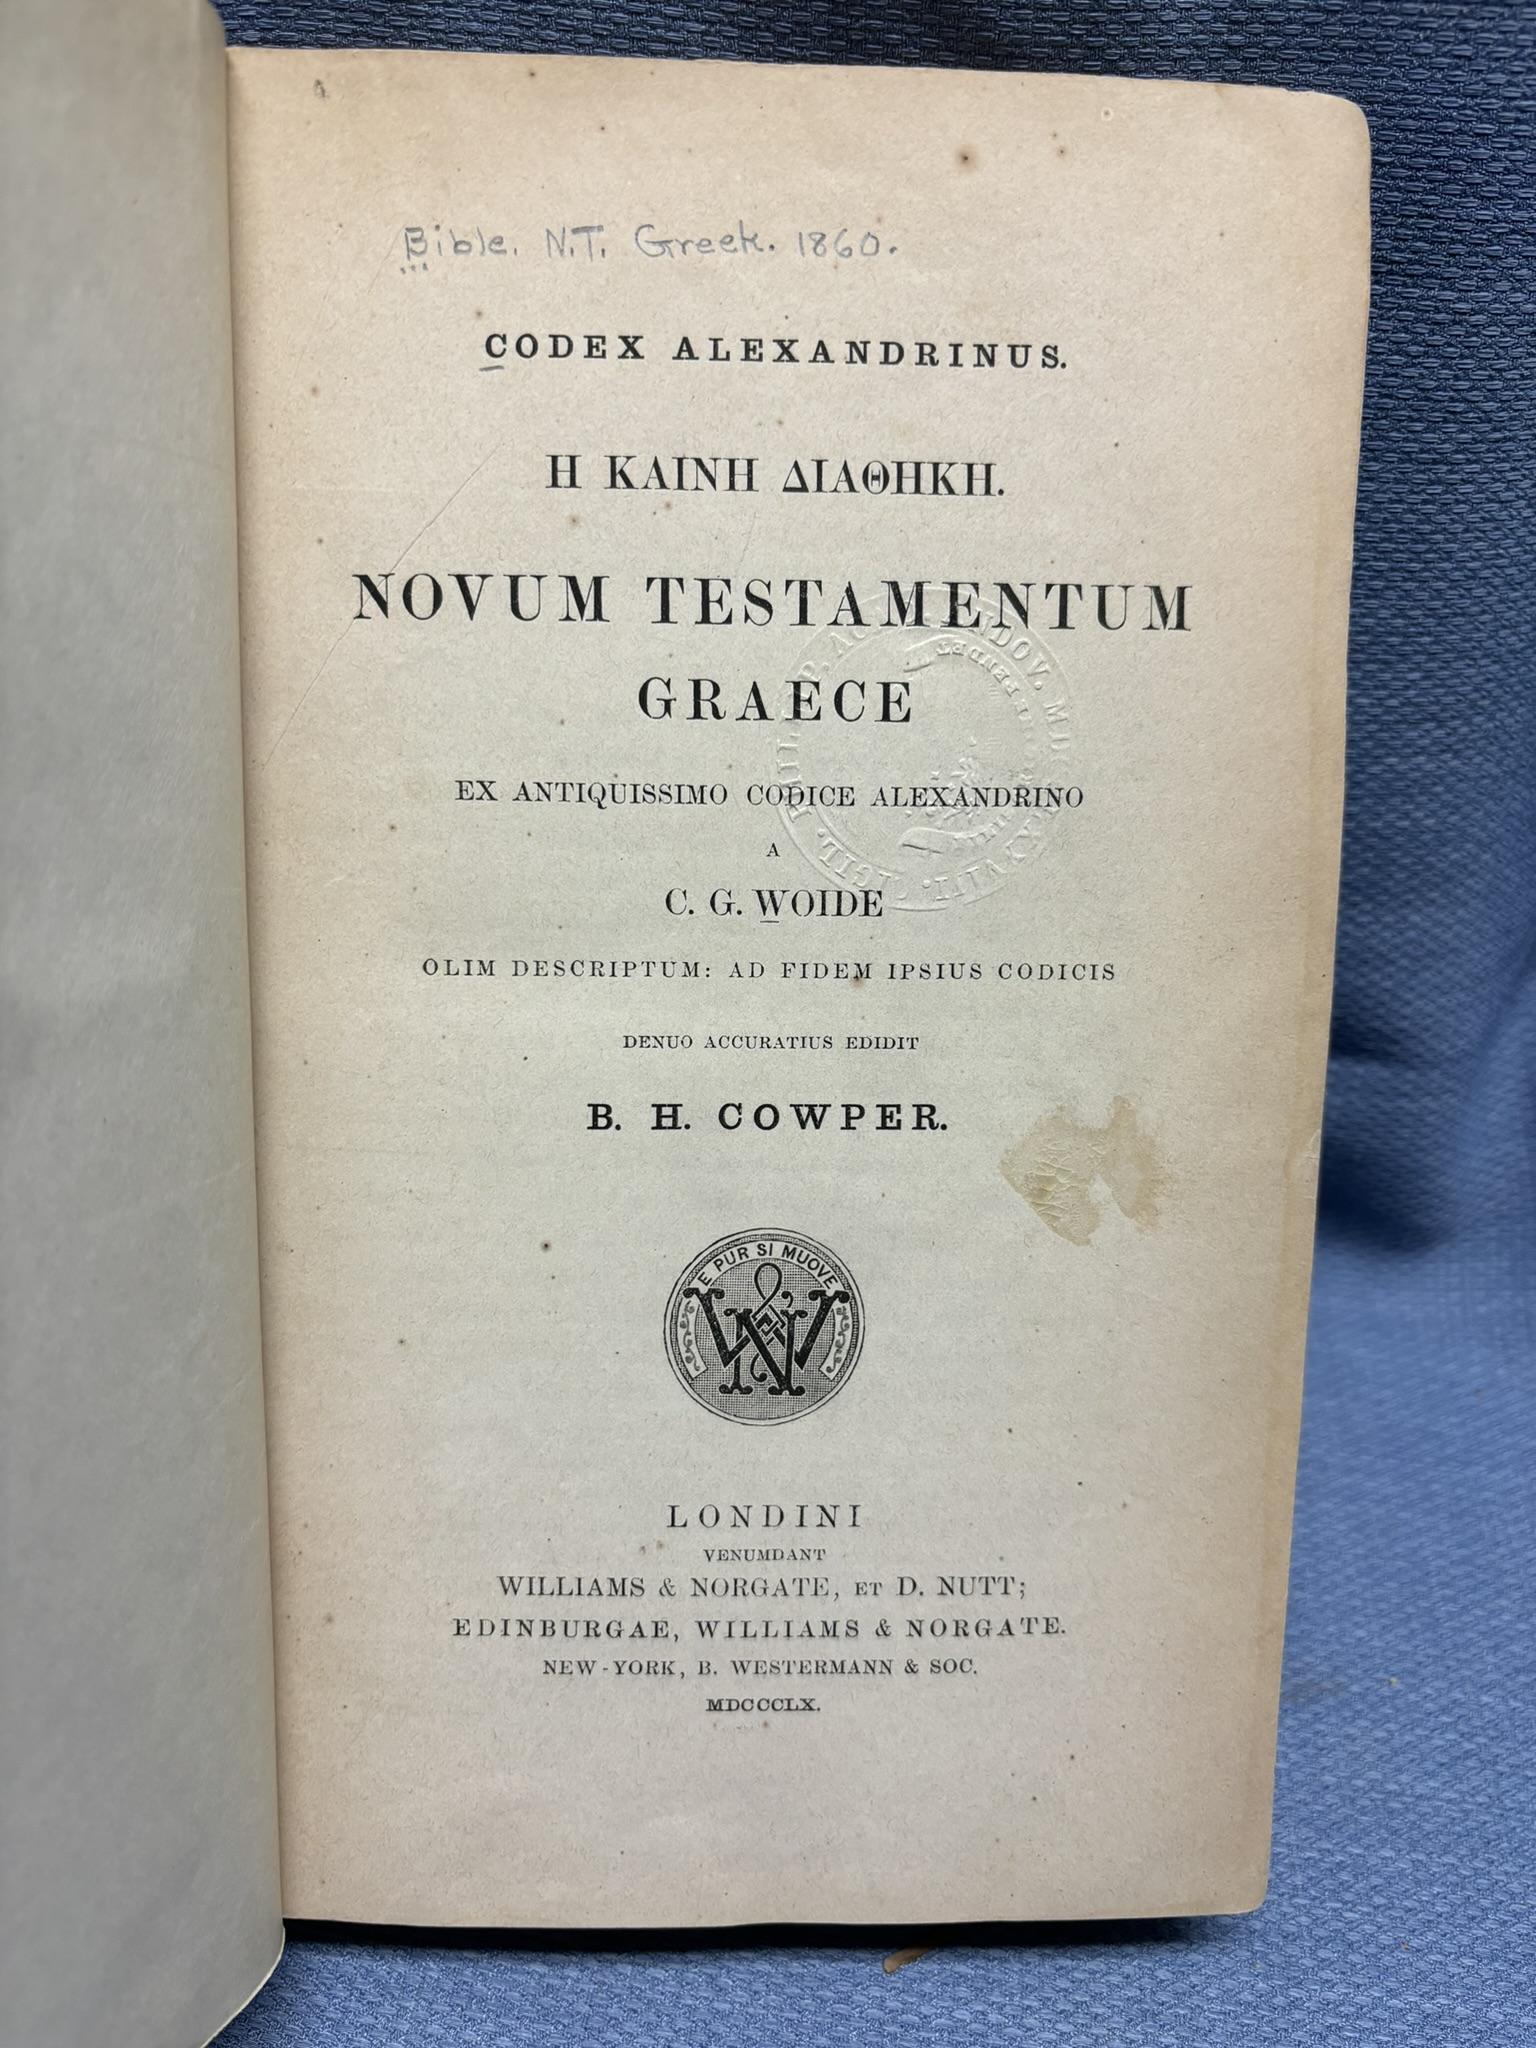 Bible. N.T. Greek. 1860.
CODEX ALEXANDRINUS.
Η ΚΑΙΝΗ ΔΙΑΘΗΚΗ.
NOVUM TESTAMENTUM
GRAECE
EX ANTIQUISSIMO CODICE ALEXANDRINO
A
C. G. WOIDE
OLIM DESCRIPTUM: AD FIDEM IPSIUS CODICIS
DENUO ACCURATIUS EDIDIT
B. H. COWPER.
E PUR SI MUOVE
W & N
LONDINI
VENUMDANT
WILLIAMS & NORGATE, ET D. NUTT;
EDINBURGAE, WILLIAMS & NORGATE.
NEW-YORK, B. WESTERMANN & SOC.
MDCCCLX.